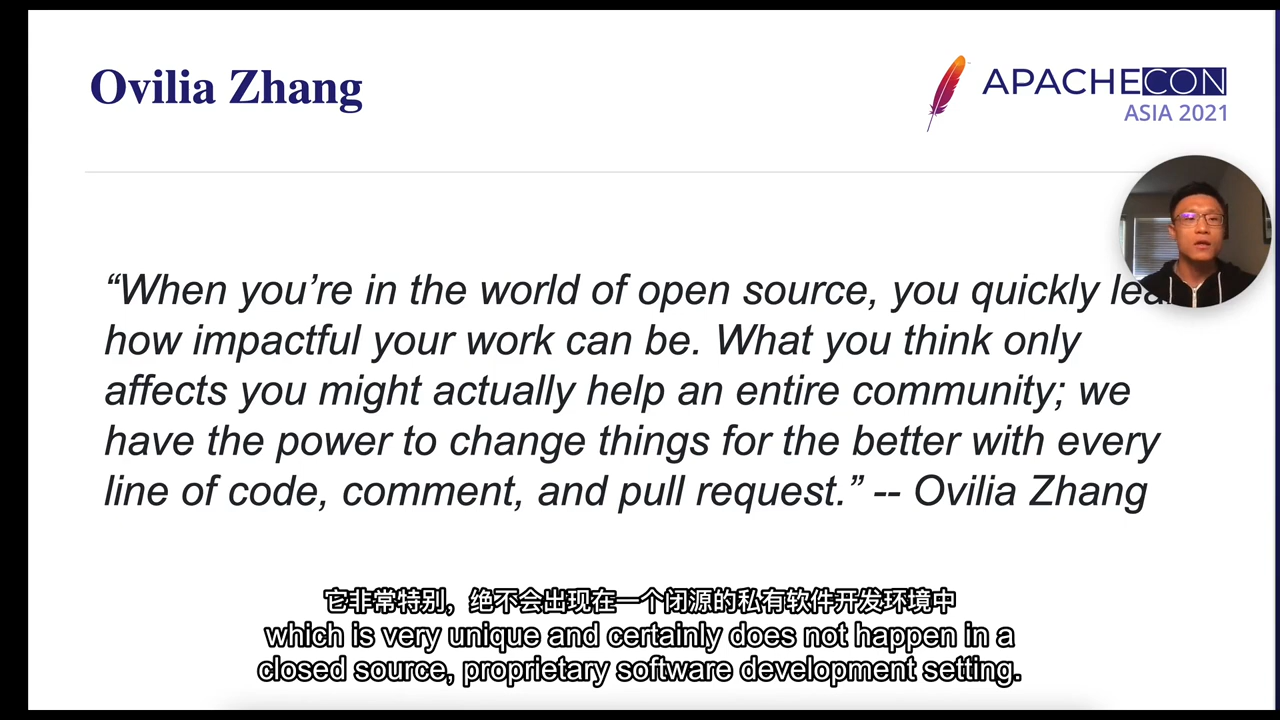 Ovilia Zhang
APACHECON
ASIA 2021
“When you’re in the world of open source, you quickly
how impactful your work can be. What you think only
affects you might actually help an entire community; we
have the power to change things for the better with every
line of code, comment, and pull request.” -- Ovilia Zhang
它非常特别，绝不会出现在一个闭源的私有软件开发环境中
which is very unique and certainly does not happen in a
closed source, proprietary software development setting.